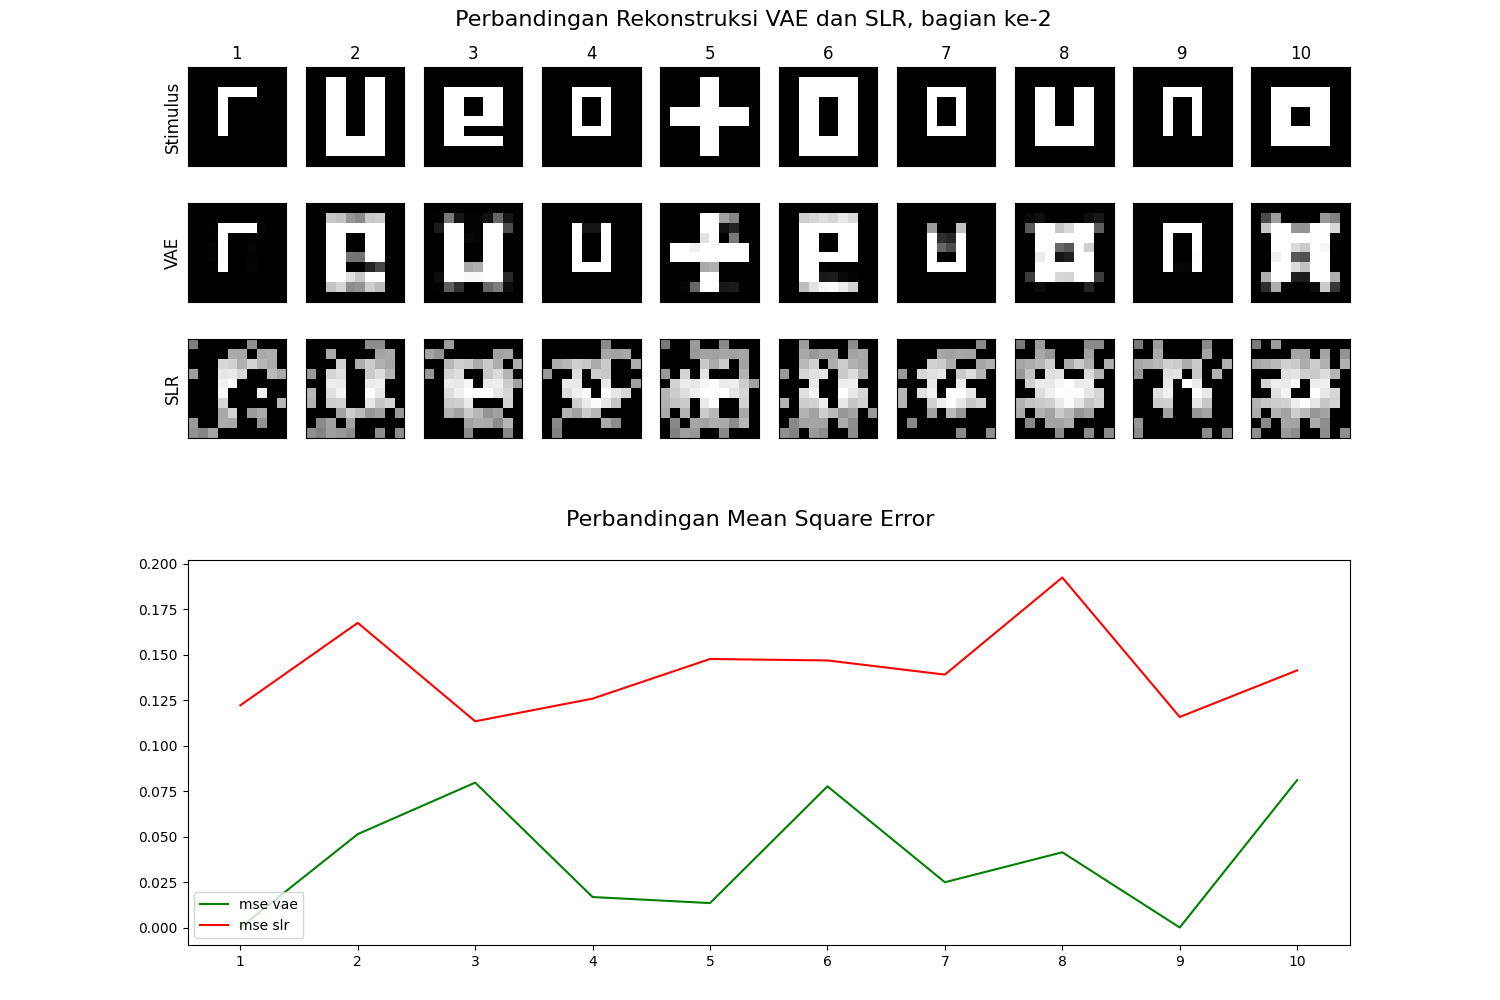 Perbandingan Rekonstruksi VAE dan SLR, bagian ke-2
1 2 3 4 5 6 7 8 9 10
Stimulus
VAE
SLR
Perbandingan Mean Square Error
0.200
0.175
0.150
0.125
0.100
0.075
0.050
0.025
0.000
mse vae
mse slr
1 2 3 4 5 6 7 8 9 10